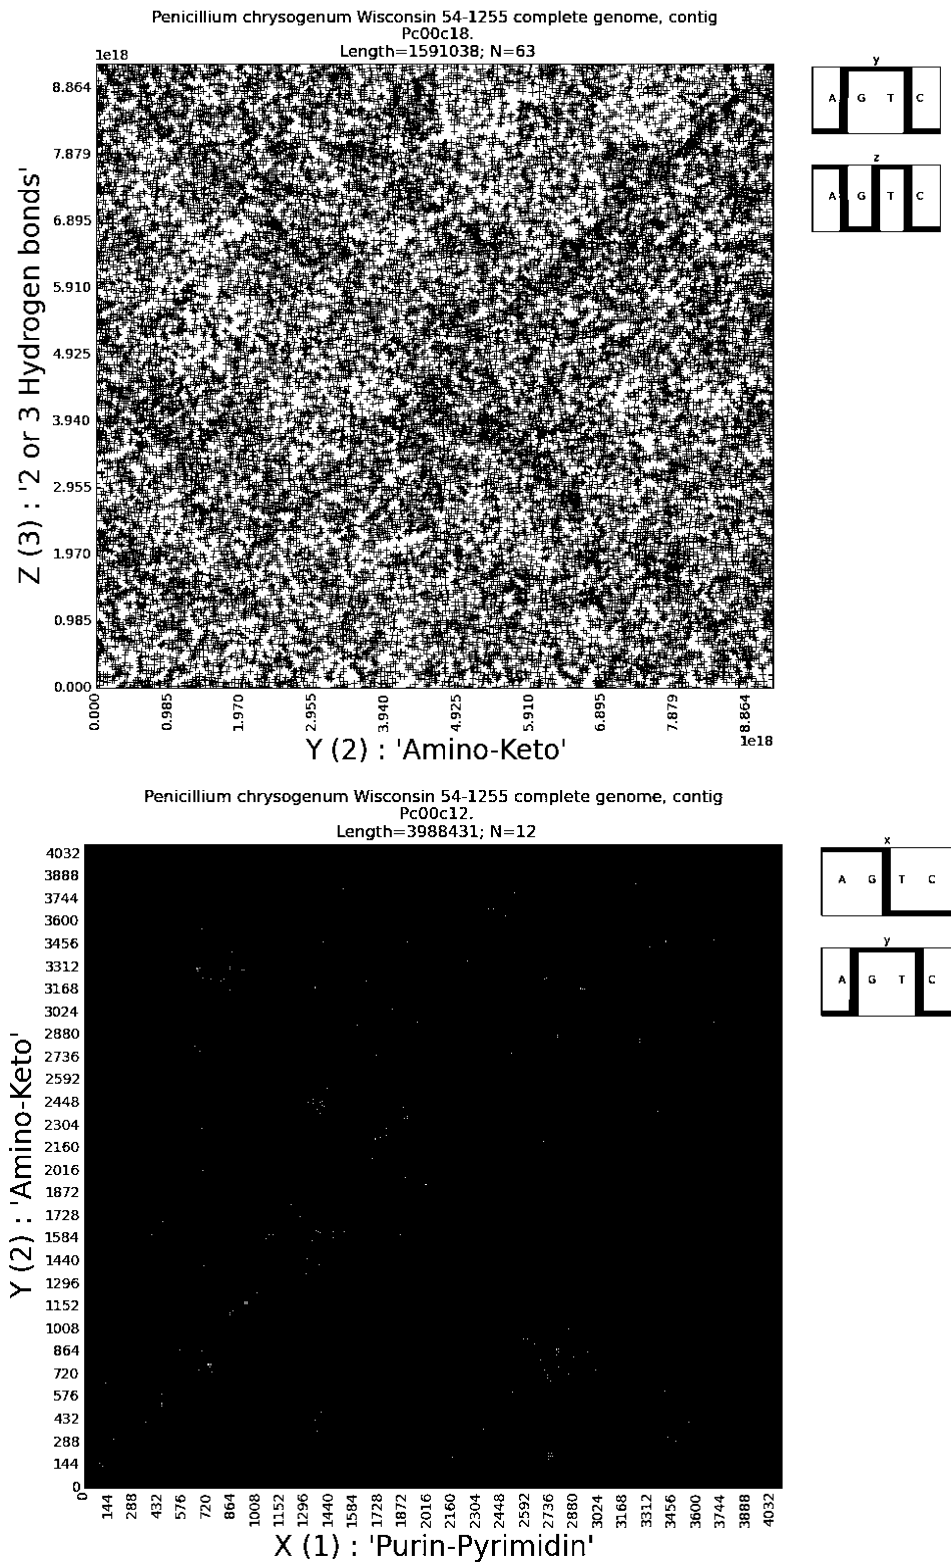 Penicillium chrysogenum Wisconsin 54-1255 complete genome, contig
Pc00c18.
Length=1591038; N=63
1e18
8.864
7.879
6.895
5.910
4.925
3.940
2.955
1.970
0.985
0.000
Z (3) : '2 or 3 Hydrogen bonds'
0.000 0.985 1.970 2.955 3.940 4.925 5.910 6.895 7.879 8.864
1e18
Y (2) : 'Amino-Keto'
y
A G T C
z
A G T C
Penicillium chrysogenum Wisconsin 54-1255 complete genome, contig
Pc00c12.
Length=3988431; N=12
4032
3888
3744
3600
3456
3312
3168
3024
2880
2736
2592
2448
2304
2160
2016
1872
1728
1584
1440
1296
1152
1008
864
720
576
432
288
144
0
Y (2) : 'Amino-Keto'
0 144 288 432 576 720 864 1008 1152 1296 1440 1584 1728 1872 2016 2160 2304 2448 2592 2736 2880 3024 3168 3312 3456 3600 3744 3888 4032
X (1) : 'Purin-Pyrimidin'
x
A G T C
y
A G T C